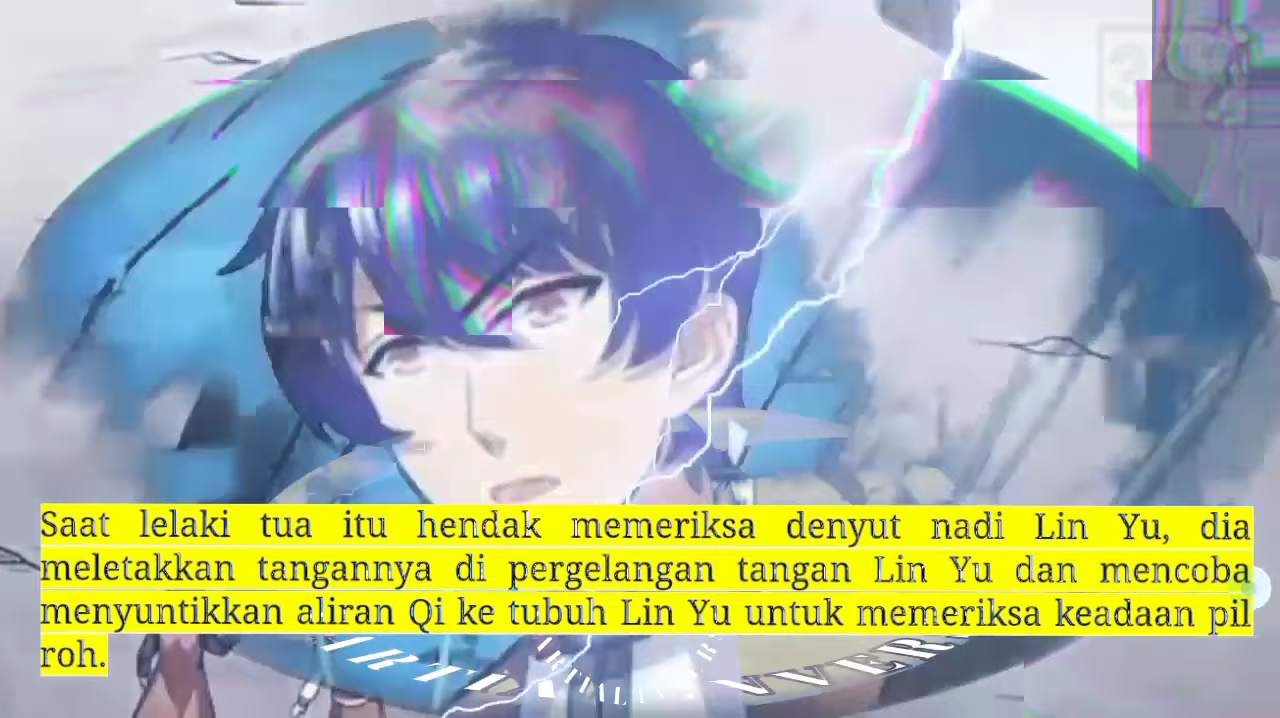 Saat lelaki tua itu hendak memeriksa denyut nadi Lin Yu, dia
meletakkan tangannya di pergelangan tangan Lin Yu dan mencoba
menyuntikkan aliran Qi ke tubuh Lin Yu untuk memeriksa keadaan pil
roh.